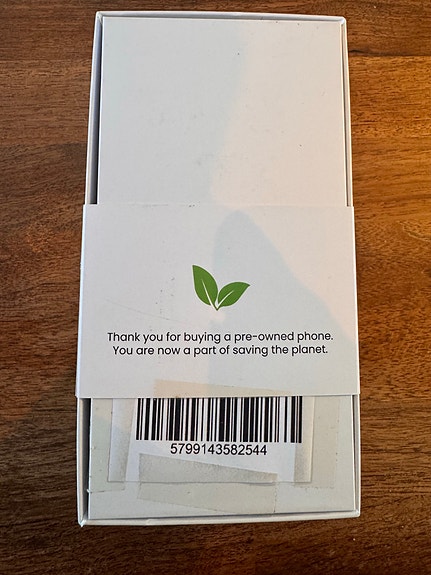 Thank you for buying a pre-owned phone.
You are now a part of saving the planet.
5799143582544